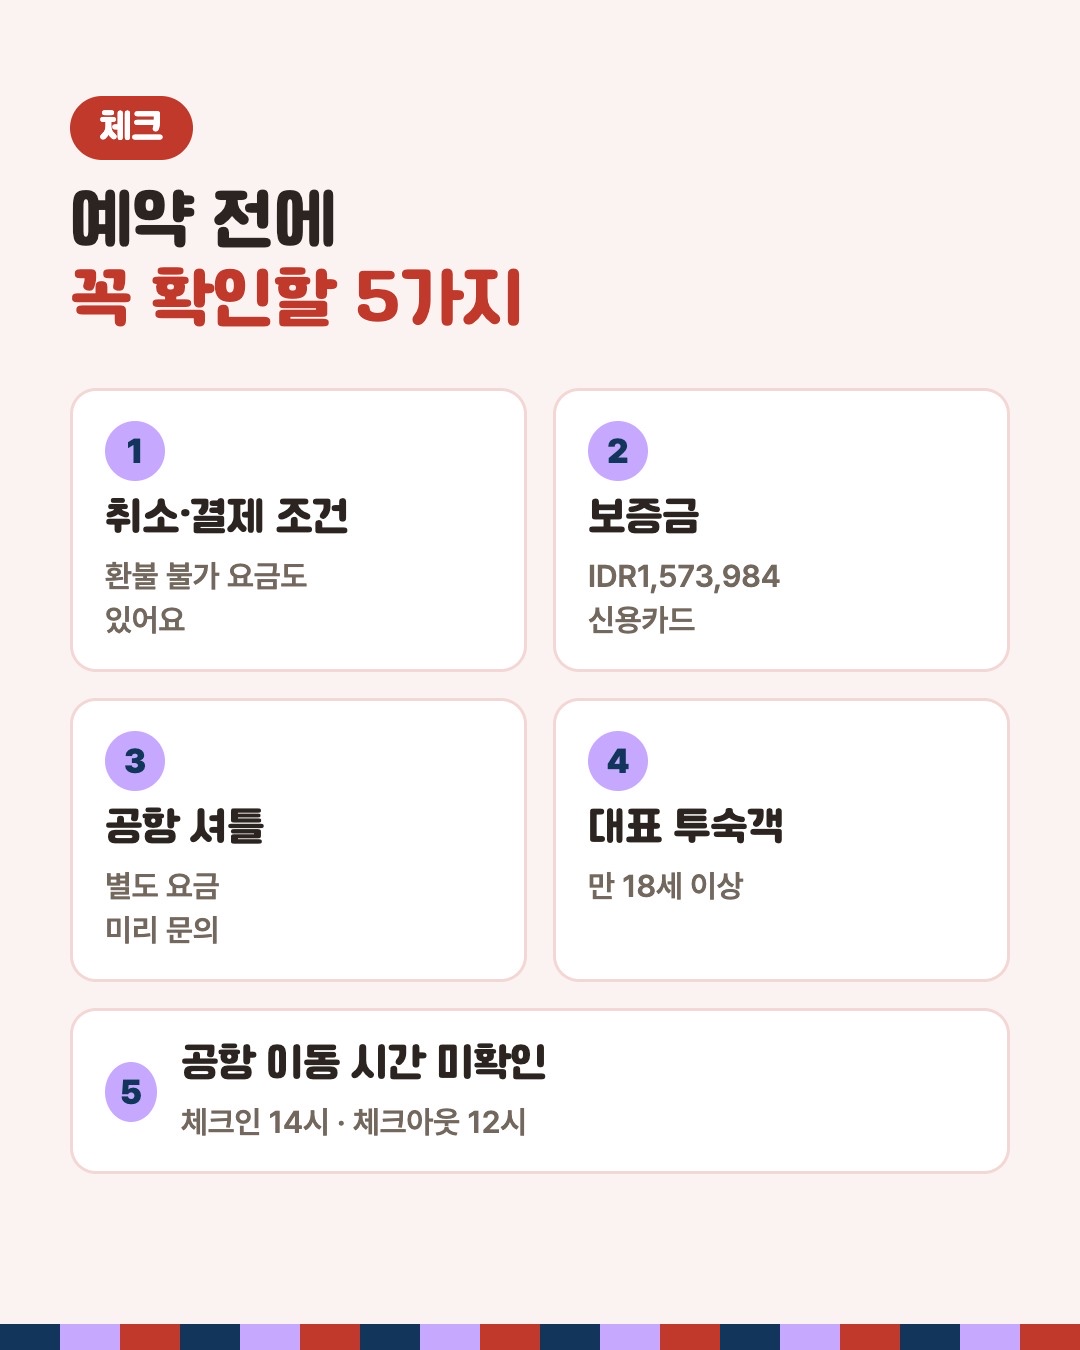 체크
예약 전에
꼭 확인할 5가지
1
취소·결제 조건
환불 불가 요금도
있어요
2
보증금
IDR1,573,984
신용카드
3
공항 셔틀
별도 요금
미리 문의
4
대표 투숙객
만 18세 이상
5
공항 이동 시간 미확인
체크인 14시 · 체크아웃 12시